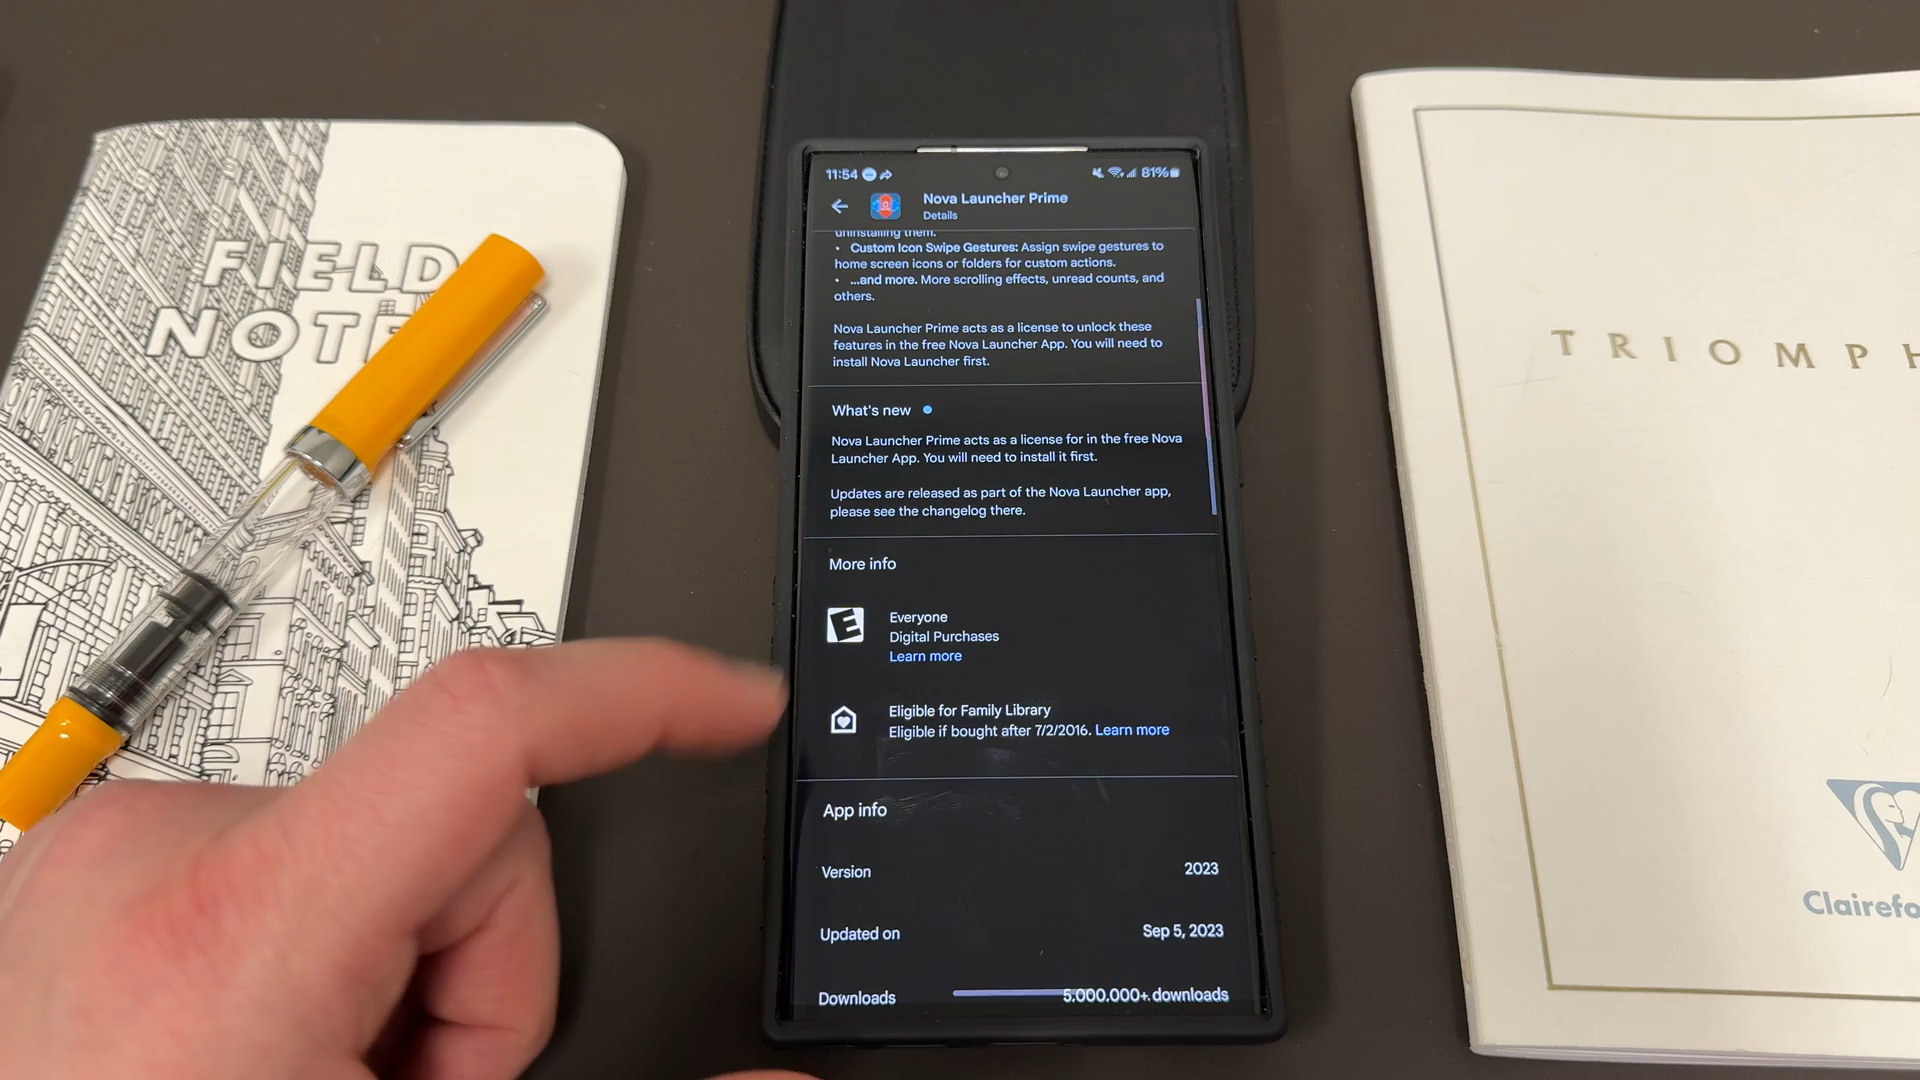 FIELD
NOTE
11:54
81%
Nova Launcher Prime
Details
uninstalling them.
• Custom Icon Swipe Gestures: Assign swipe gestures to
home screen icons or folders for custom actions.
• ...and more. More scrolling effects, unread counts, and
others.
Nova Launcher Prime acts as a license to unlock these
features in the free Nova Launcher App. You will need to
install Nova Launcher first.
What's new
Nova Launcher Prime acts as a license for in the free Nova
Launcher App. You will need to install it first.
Updates are released as part of the Nova Launcher app,
please see the changelog there.
More info
E
Everyone
Digital Purchases
Learn more
Eligible for Family Library
Eligible if bought after 7/2/2016. Learn more
App info
Version 2023
Updated on Sep 5, 2023
Downloads 5,000,000+ downloads
TRIOMPH
Clairefo